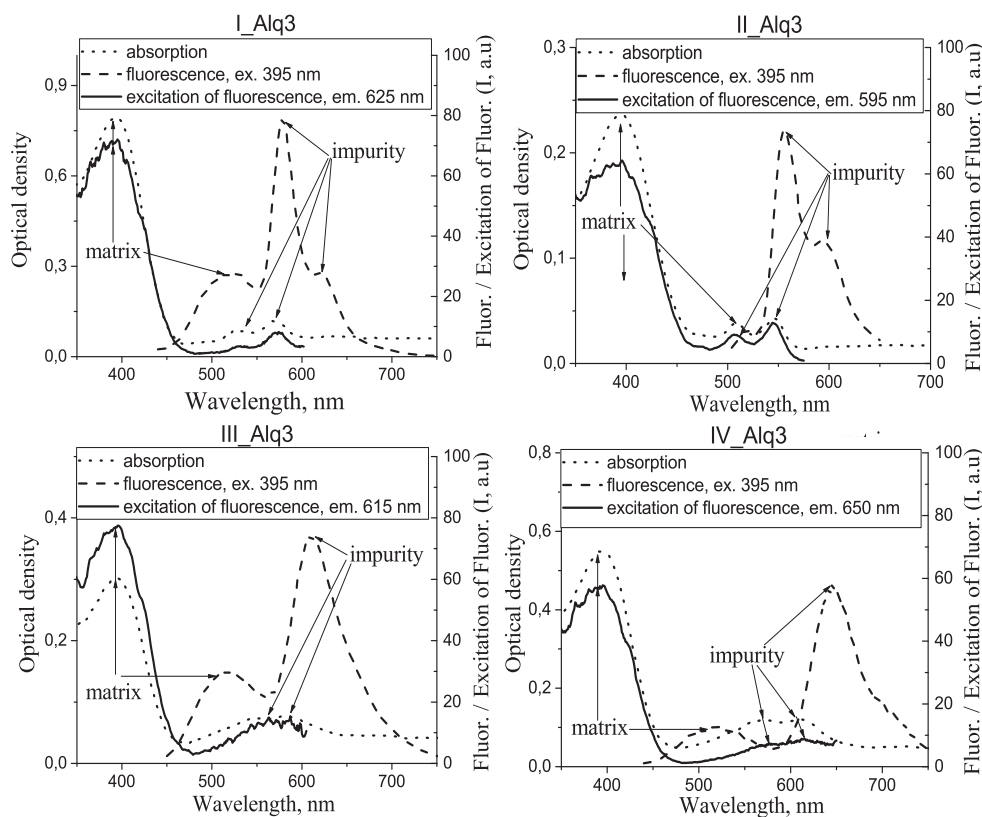 I_Alq3
absorption
fluorescence, ex. 395 nm
excitation of fluorescence, em. 625 nm
impurity
matrix
0,9
0,6
0,3
0,0
100
80
60
40
20
0
400 500 600 700
Optical density
Fluor. / Excitation of Fluor. (I, a.u)
Wavelength, nm
II_Alq3
absorption
fluorescence, ex. 395 nm
excitation of fluorescence, em. 595 nm
impurity
matrix
0,3
0,2
0,1
0,0
100
80
60
40
20
0
400 500 600 700
Optical density
Fluor. / Excitation of Fluor. (I, a.u)
Wavelength, nm
III_Alq3
absorption
fluorescence, ex. 395 nm
excitation of fluorescence, em. 615 nm
impurity
matrix
0,4
0,2
0,0
100
80
60
40
20
0
400 500 600 700
Optical density
Fluor. / Excitation of Fluor. (I, a.u)
Wavelength, nm
IV_Alq3
absorption
fluorescence, ex. 395 nm
excitation of fluorescence, em. 650 nm
impurity
matrix
0,8
0,6
0,4
0,2
0,0
100
80
60
40
20
0
400 500 600 700
Optical density
Fluor. / Excitation of Fluor. (I, a.u)
Wavelength, nm